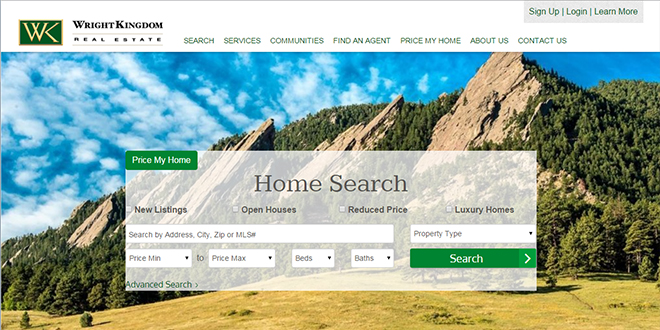 Sign Up | Login | Learn More
WK
WRIGHTKINGDOM
REAL ESTATE
SEARCH SERVICES COMMUNITIES FIND AN AGENT PRICE MY HOME ABOUT US CONTACT US
Price My Home
Home Search
New Listings Open Houses Reduced Price Luxury Homes
Search by Address, City, Zip or MLS# Property Type
Price Min to Price Max Beds Baths Search
Advanced Search ›